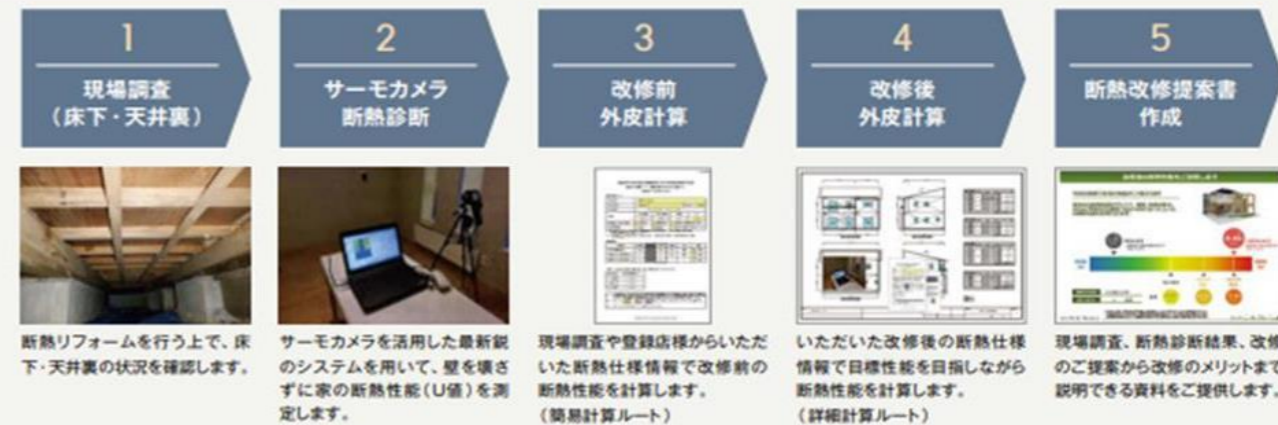 1
現場調査
(床下・天井裏)
2
サーモカメラ
断熱診断
3
改修前
外皮計算
4
改修後
外皮計算
5
断熱改修提案書
作成
断熱リフォームを行う上で、床
下・天井裏の状況を確認します。
サーモカメラを活用した最新鋭
のシステムを用いて、壁を壊さ
ずに家の断熱性能(U値)を測
定します。
現場調査や登録店様からいただ
いた断熱仕様情報で改修前の
断熱性能を計算します。
(簡易計算ルート)
いただいた改修後の断熱仕様
情報で目標性能を目指しながら
断熱性能を計算します。
(詳細計算ルート)
現場調査、断熱診断結果、改修
のご提案から改修のメリットまで
説明できる資料をご提供します。